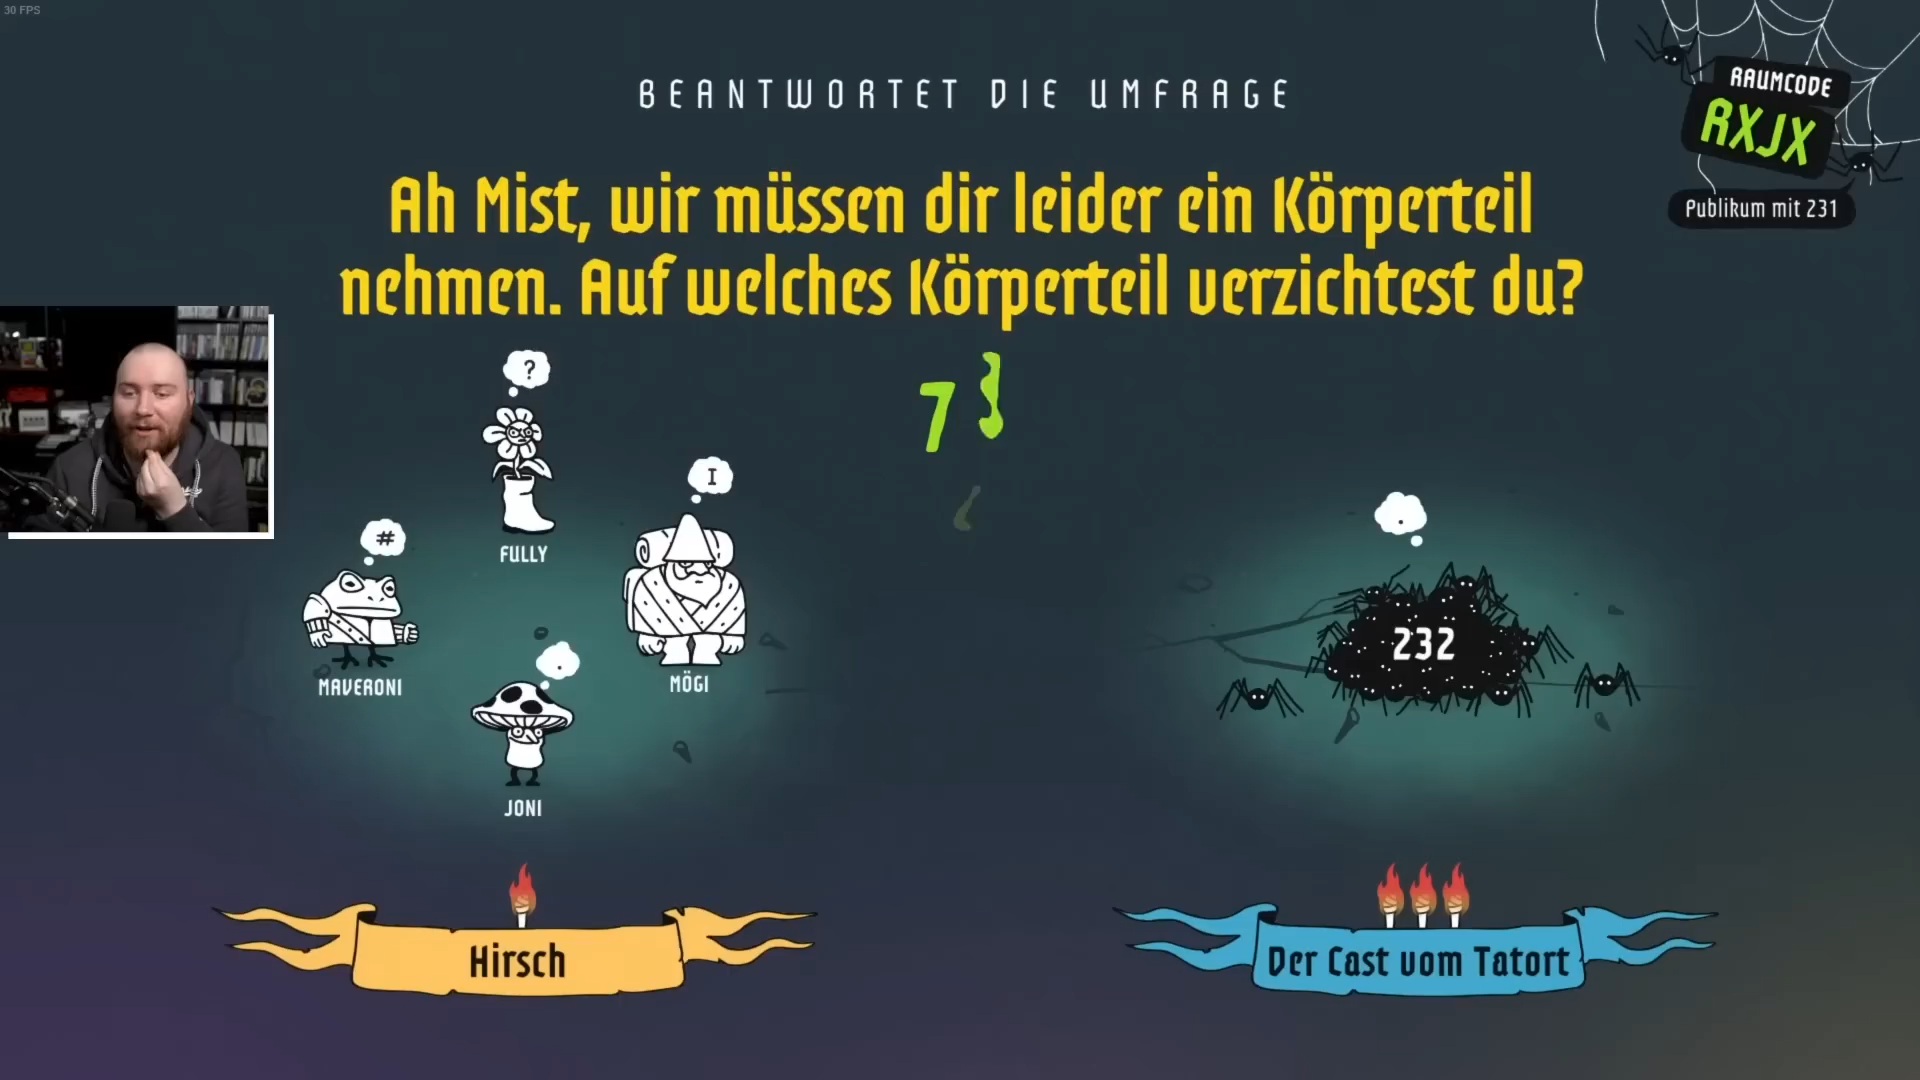 30 FPS
BEANTWORTET DIE UMFRAGE
RAUMCODE
RXJX
Publikum mit 231
Ah Mist, wir müssen dir leider ein Körperteil
nehmen. Auf welches Körperteil verzichtest du?
?
7
I
FULLY
#
232
MAVERONI
MÖGI
JONI
Hirsch
Der Cast vom Tatort